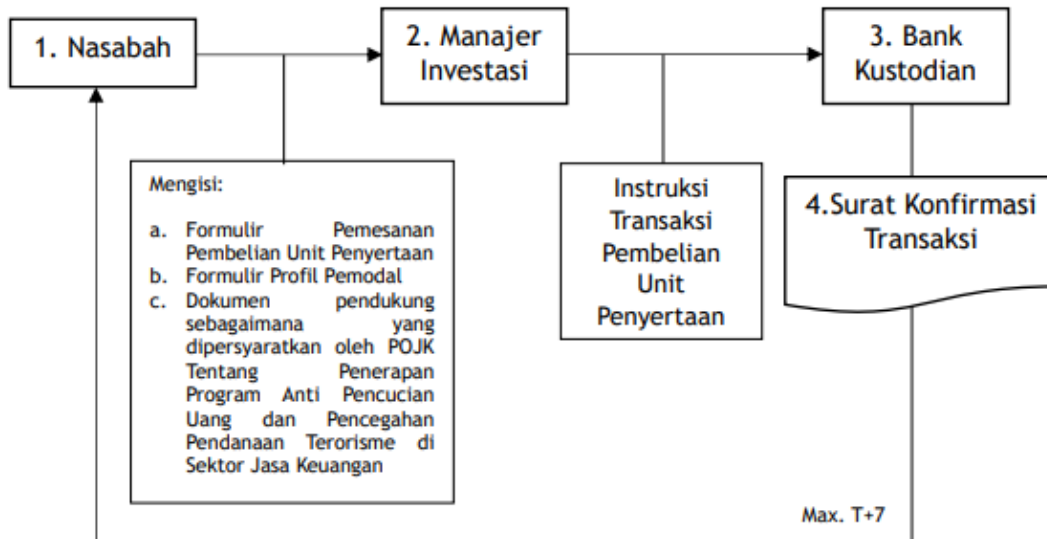 1. Nasabah
2. Manajer
Investasi
3. Bank
Kustodian
Mengisi:
a. Formulir Pemesanan
Pembelian Unit Penyertaan
b. Formulir Profil Pemodal
c. Dokumen pendukung
sebagaimana yang
dipersyaratkan oleh POJK
Tentang Penerapan
Program Anti Pencucian
Uang dan Pencegahan
Pendanaan Terorisme di
Sektor Jasa Keuangan
Instruksi
Transaksi
Pembelian
Unit
Penyertaan
4.Surat Konfirmasi
Transaksi
Max. T+7